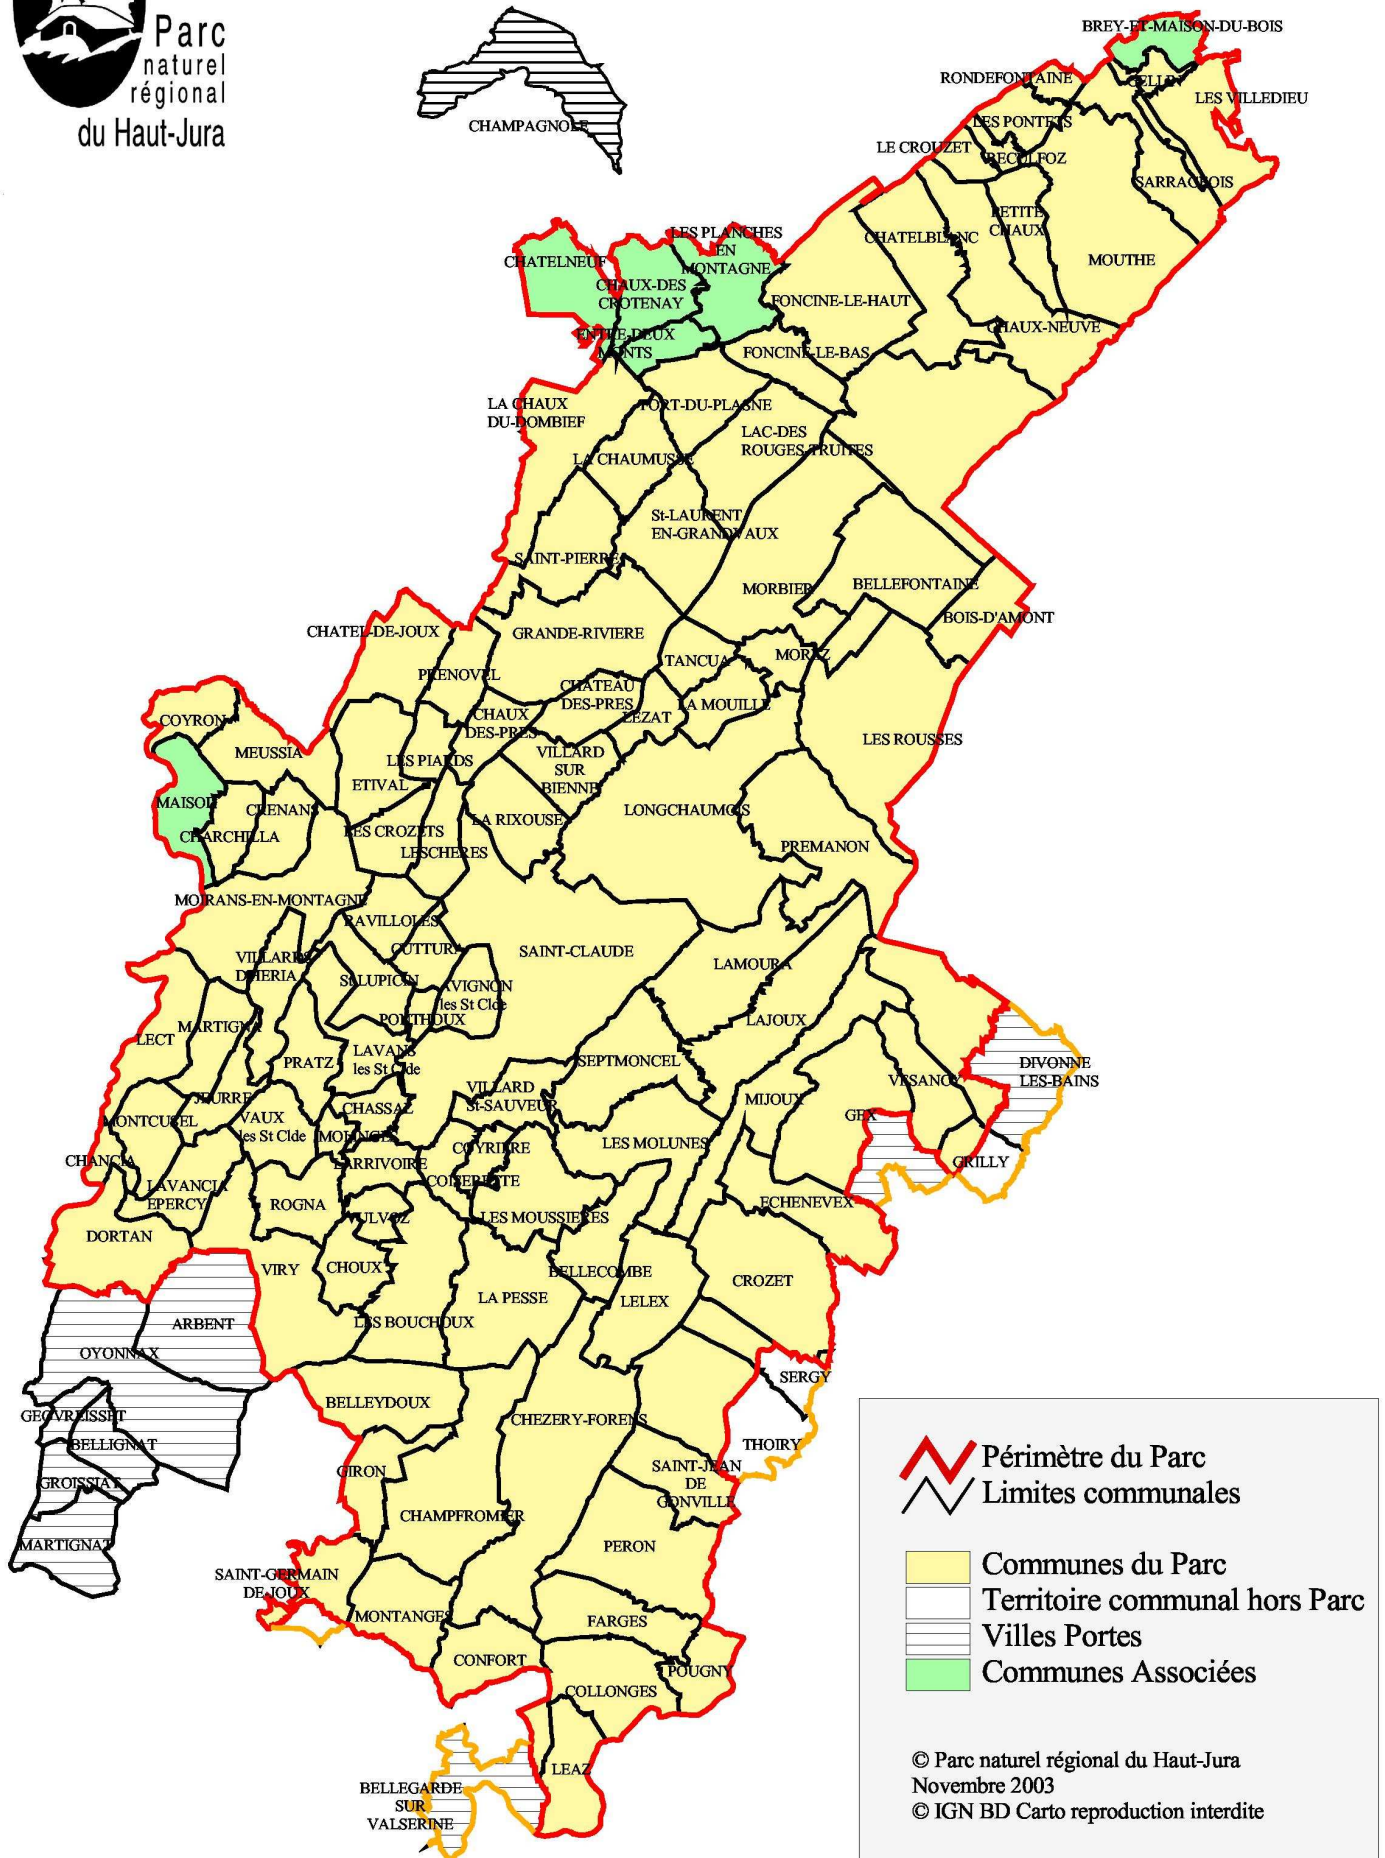 Parc
naturel
régional
du Haut-Jura
CHAMPAGNOLE
BREY-ET-MAISON-DU-BOIS
RONDEFONTAINE
GELLIN
LES VILLEDIEU
LES PONTETS
LE CROUZET
RECULFOZ
SARRAGEOIS
PETITE
CHAUX
CHATELBLANC
MOUTHE
LES PLANCHES
EN
MONTAGNE
CHATELNEUF
CHAUX-DES
CROTENAY
FONCINE-LE-HAUT
CHAUX-NEUVE
ENTRE-DEUX
MONTS
FONCINE-LE-BAS
LA CHAUX
DU-DOMBIEF
FORT-DU-PLASNE
LAC-DES
ROUGES-TRUITES
LA CHAUMUSSE
St-LAURENT
EN-GRANDVAUX
SAINT-PIERRE
MORBIER
BELLEFONTAINE
BOIS-D'AMONT
CHATEL-DE-JOUX
GRANDE-RIVIERE
TANCUA
MOREZ
PRENOVEL
CHATEAU
DES-PRES
LEZAT
LA MOUILLE
COYRON
CHAUX
DES-PRES
LES ROUSSES
MEUSSIA
LES PIARDS
VILLARD
SUR
BIENNE
ETIVAL
MAISOD
CRENANS
LONGCHAUMOIS
CHARCHILLA
LES CROZETS
LA RIXOUSE
LESCHERES
PREMANON
MOIRANS-EN-MONTAGNE
RAVILLOLES
CUTTURA
SAINT-CLAUDE
VILLARDS
D'HERIA
LAMOURA
St LUPICIN
AVIGNON
les St Clde
PONTHOUX
LAJOUX
MARTIGNA
LECT
PRATZ
LAVANS
les St Clde
SEPTMONCEL
DIVONNE
LES-BAINS
VESANCY
JEURRE
VILLARD
St-SAUVEUR
MIJOUX
MONTCUSEL
VAUX
les St Clde
CHASSAL
GEX
MOLINGES
LES MOLUNES
COYRIERE
CHANCIA
LARRIVOIRE
GRILLY
COISERETTE
LAVANCIA
EPERCY
ROGNA
ECHENEVEX
VULVOZ
LES MOUSSIERES
DORTAN
VIRY
CHOUX
BELLECOMBE
CROZET
LA PESSE
LELEX
ARBENT
LES BOUCHOUX
OYONNAX
SERGY
BELLEYDOUX
GEOVREISSET
CHEZERY-FORENS
BELLIGNAT
THOIRY
GIRON
SAINT-JEAN
DE
GONVILLE
GROISSIAT
CHAMPFROMIER
MARTIGNAT
PERON
SAINT-GERMAIN
DE JOUX
MONTANGES
FARGES
CONFORT
POUGNY
COLLONGES
LEAZ
BELLEGARDE
SUR
VALSERINE
Périmètre du Parc
Limites communales
Communes du Parc
Territoire communal hors Parc
Villes Portes
Communes Associées
© Parc naturel régional du Haut-Jura
Novembre 2003
© IGN BD Carto reproduction interdite